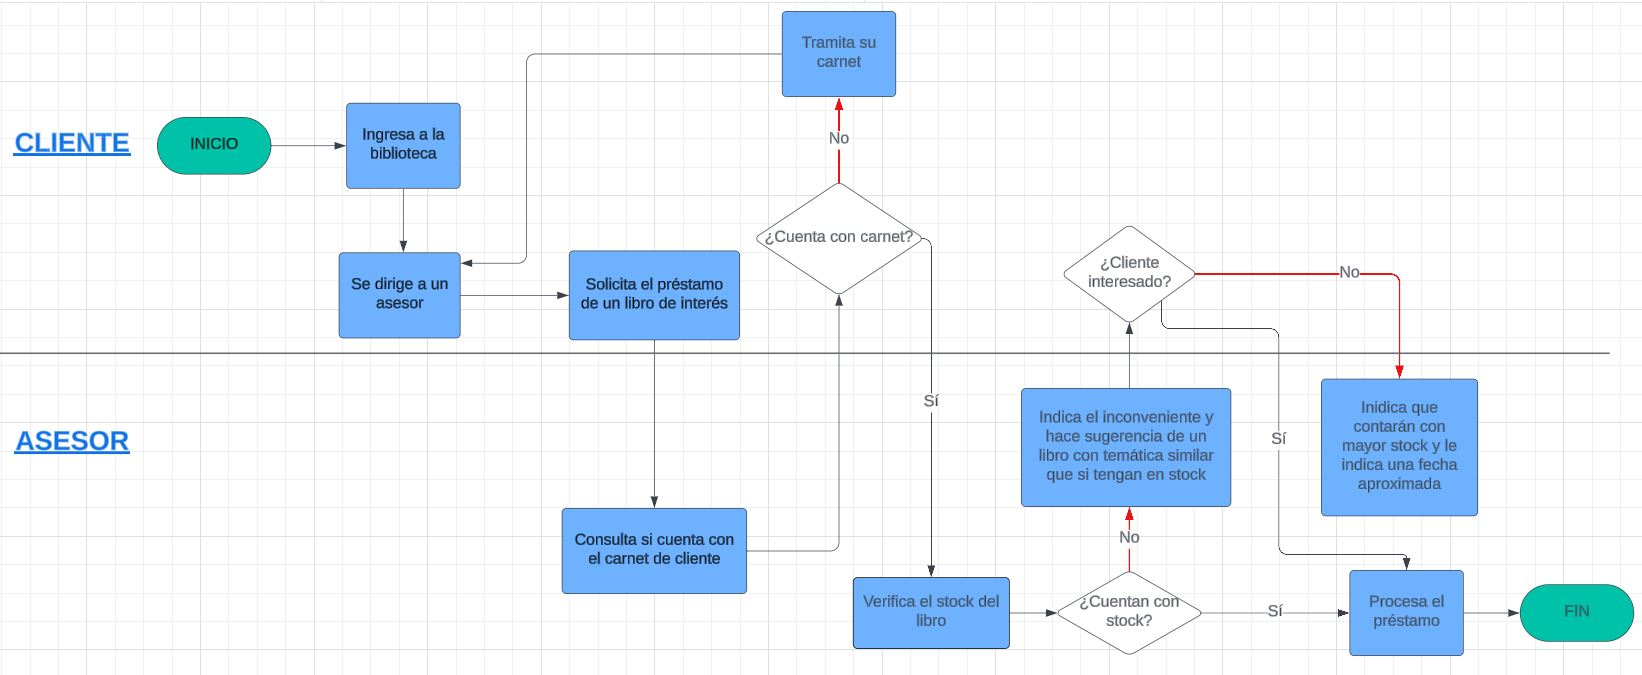 Tramita su
carnet
No
CLIENTE
INICIO
Ingresa a la
biblioteca
Se dirige a un
asesor
Solicita el préstamo
de un libro de interés
¿Cuenta con carnet?
¿Cliente
interesado?
No
Sí
ASESOR
Indica el inconveniente y
hace sugerencia de un
libro con temática similar
que si tengan en stock
Sí
Inidica que
contarán con
mayor stock y le
indica una fecha
aproximada
Consulta si cuenta con
el carnet de cliente
No
Verifica el stock del
libro
¿Cuentan con
stock?
Sí
Procesa el
préstamo
FIN